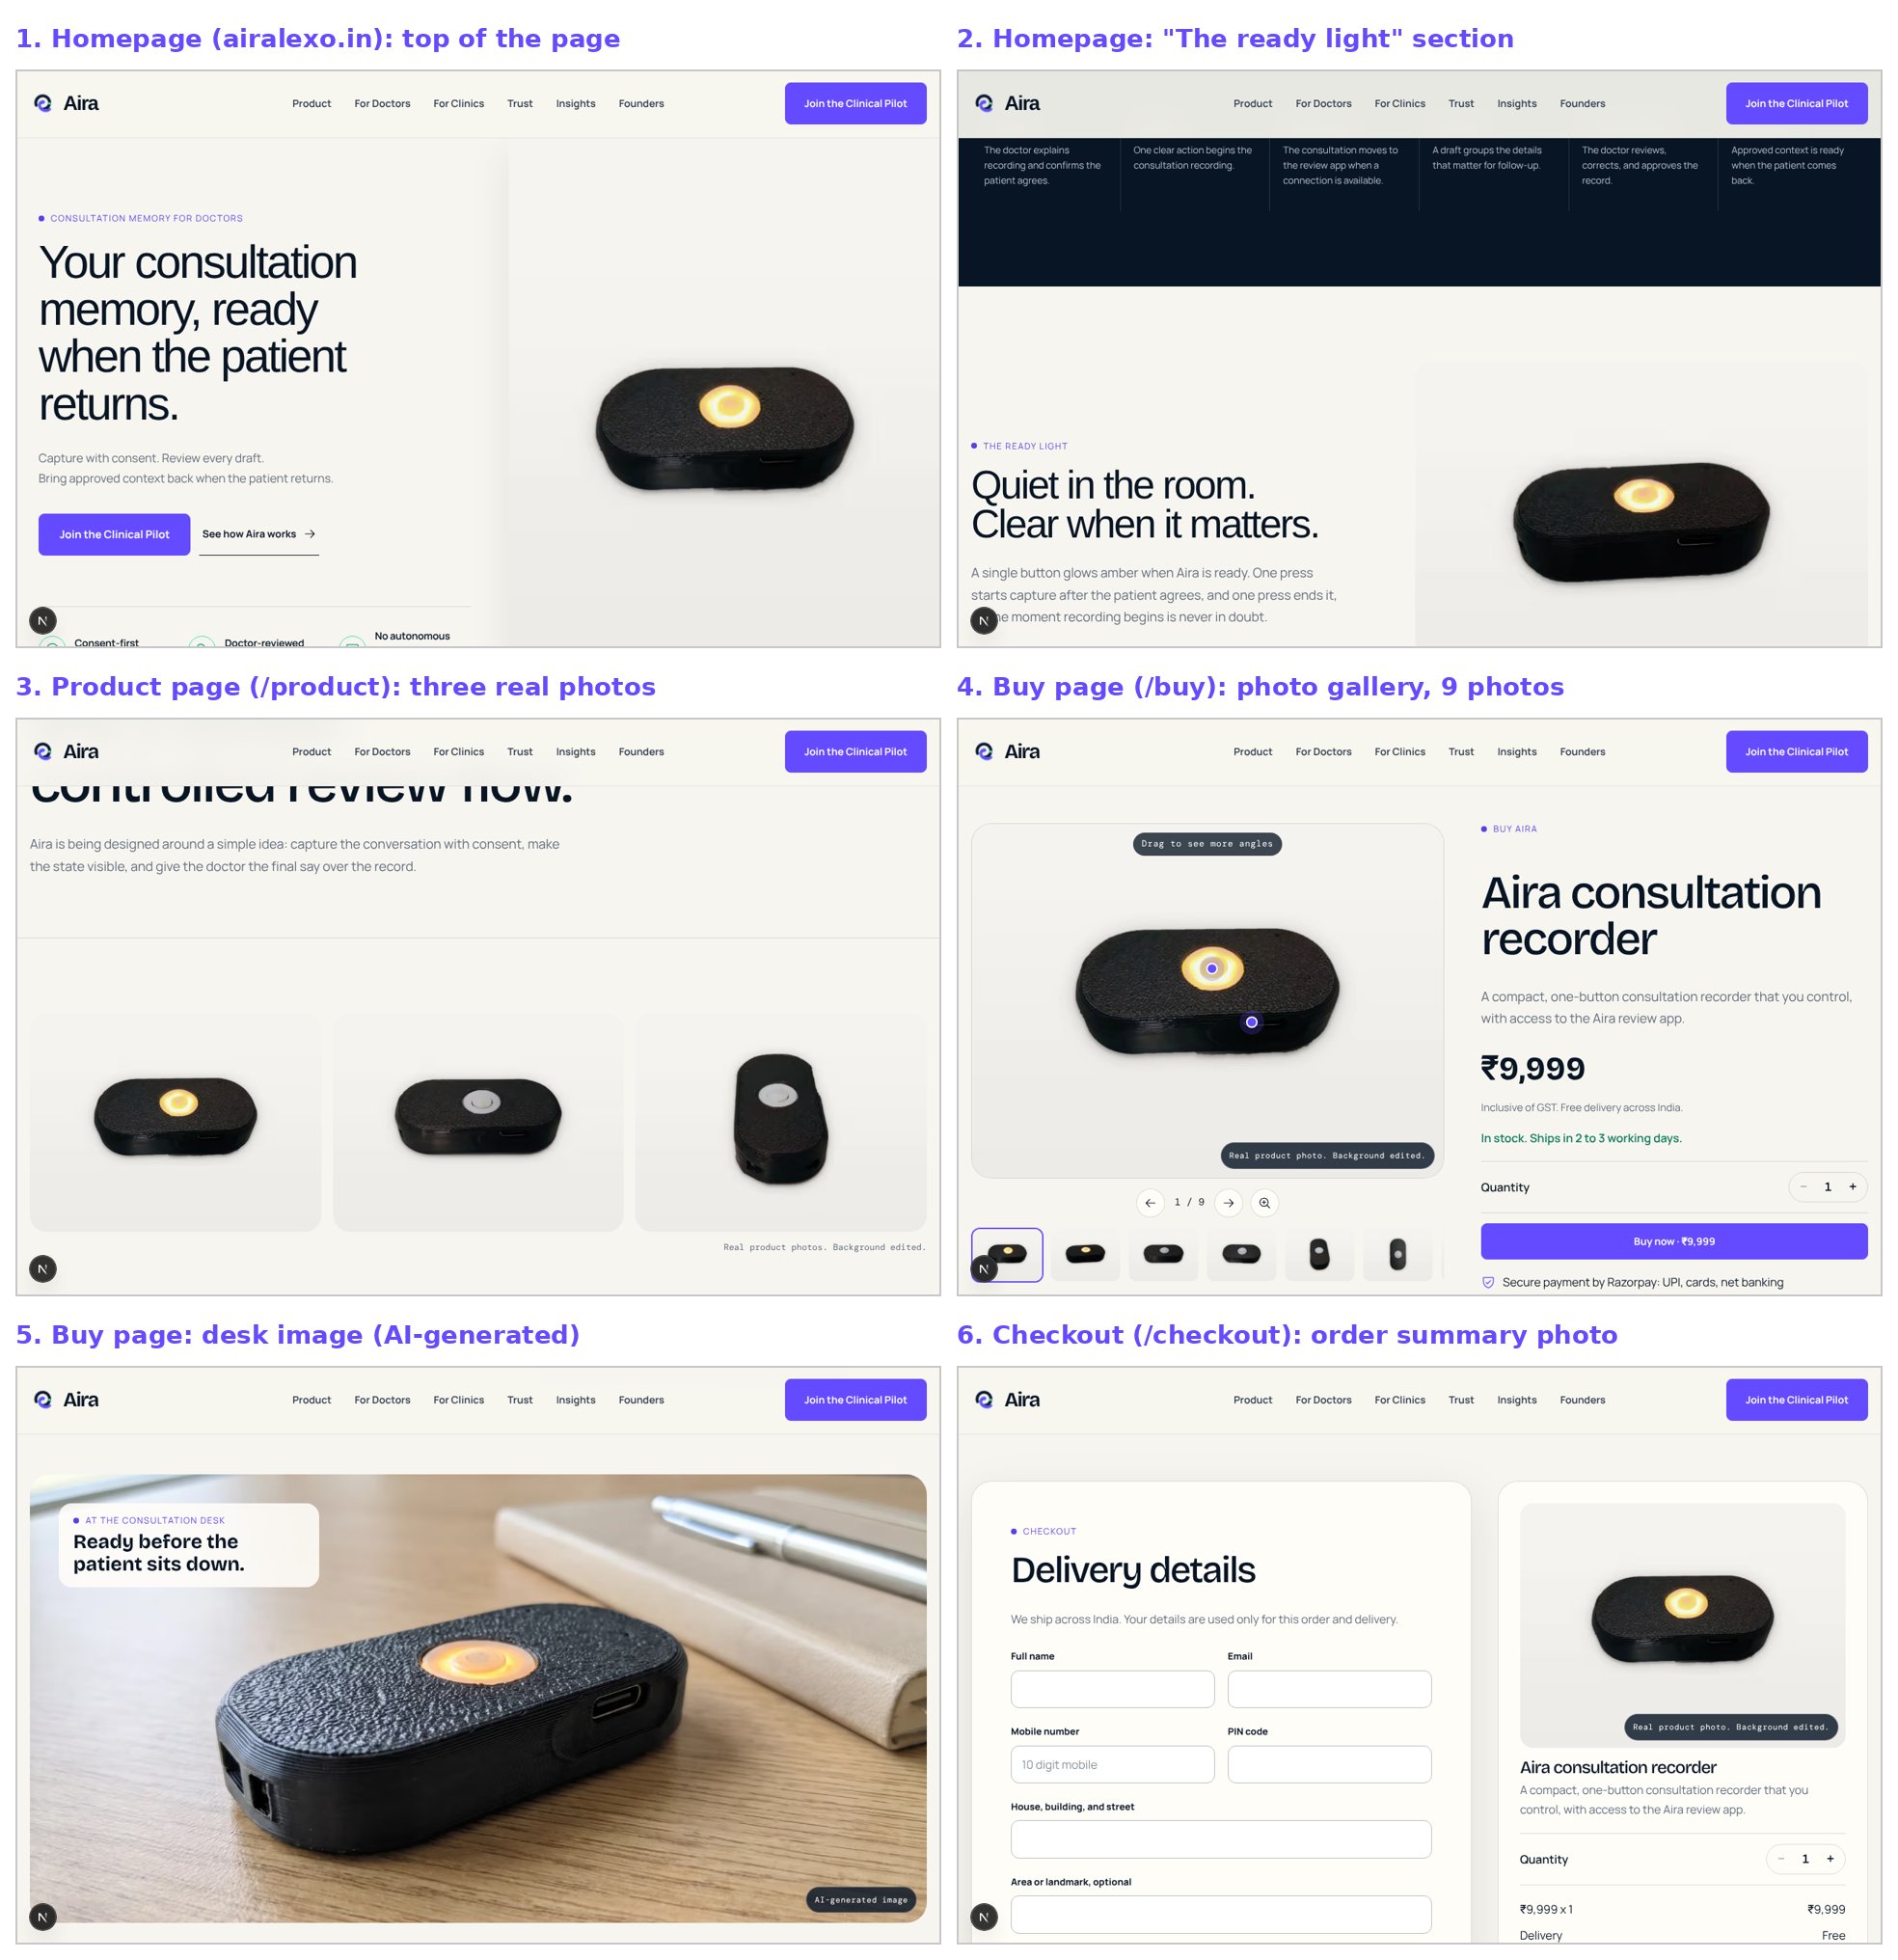 1. Homepage (airalexo.in): top of the page
Aira
Product For Doctors For Clinics Trust Insights Founders
Join the Clinical Pilot
CONSULTATION MEMORY FOR DOCTORS
Your consultation
memory, ready
when the patient
returns.
Capture with consent. Review every draft.
Bring approved context back when the patient returns.
Join the Clinical Pilot
See how Aira works →
N
Consent-first
Doctor-reviewed
No autonomous
2. Homepage: "The ready light" section
Aira
Product For Doctors For Clinics Trust Insights Founders
Join the Clinical Pilot
The doctor explains
recording and confirms the
patient agrees.
One clear action begins the
consultation recording.
The consultation moves to
the review app when a
connection is available.
A draft groups the details
that matter for follow-up.
The doctor reviews,
corrects, and approves the
record.
Approved context is ready
when the patient comes
back.
THE READY LIGHT
Quiet in the room.
Clear when it matters.
A single button glows amber when Aira is ready. One press
starts capture after the patient agrees, and one press ends it,
ne moment recording begins is never in doubt.
N
3. Product page (/product): three real photos
Aira
Product For Doctors For Clinics Trust Insights Founders
Join the Clinical Pilot
controlled review now.
Aira is being designed around a simple idea: capture the conversation with consent, make
the state visible, and give the doctor the final say over the record.
Real product photos. Background edited.
N
4. Buy page (/buy): photo gallery, 9 photos
Aira
Product For Doctors For Clinics Trust Insights Founders
Join the Clinical Pilot
Drag to see more angles
Real product photo. Background edited.
← 1 / 9 →
N
BUY AIRA
Aira consultation
recorder
A compact, one-button consultation recorder that you control,
with access to the Aira review app.
₹9,999
Inclusive of GST. Free delivery across India.
In stock. Ships in 2 to 3 working days.
Quantity − 1 +
Buy now · ₹9,999
Secure payment by Razorpay: UPI, cards, net banking
5. Buy page: desk image (AI-generated)
Aira
Product For Doctors For Clinics Trust Insights Founders
Join the Clinical Pilot
AT THE CONSULTATION DESK
Ready before the
patient sits down.
AI-generated image
N
6. Checkout (/checkout): order summary photo
Aira
Product For Doctors For Clinics Trust Insights Founders
Join the Clinical Pilot
CHECKOUT
Delivery details
We ship across India. Your details are used only for this order and delivery.
Full name Email
Mobile number PIN code
10 digit mobile
House, building, and street
Area or landmark, optional
N
Real product photo. Background edited.
Aira consultation recorder
A compact, one-button consultation recorder that you
control, with access to the Aira review app.
Quantity − 1 +
₹9,999 x 1 ₹9,999
Delivery Free